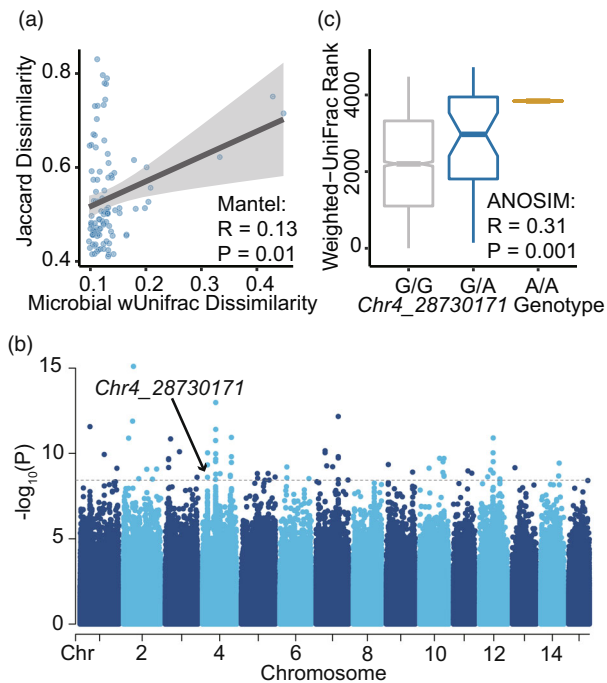 (a)
Jaccard Dissimilarity
0.8
0.6
0.4
Mantel:
R = 0.13
P = 0.01
0.1 0.2 0.3 0.4
Microbial wUnifrac Dissimilarity
(c)
Weighted-UniFrac Rank
4000
2000
0
ANOSIM:
R = 0.31
P = 0.001
G/G G/A A/A
Chr4_28730171 Genotype
(b)
-log10(P)
15
10
5
0
Chr4_28730171
Chr 2 4 6 8 10 12 14
Chromosome